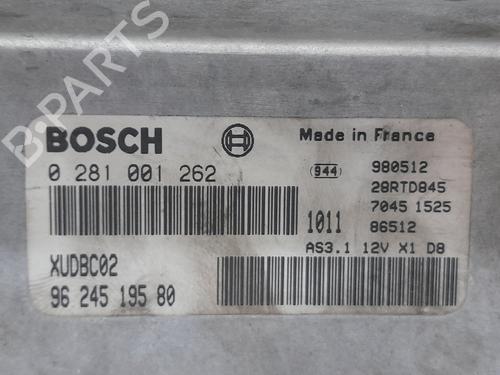 B-PARTS
BOSCH
Made in France
0 281 001 262
944 980512
28RTD845
7045 1525
1011 86512
AS3.1 12V X1 D8
XUDBC02
96 245 195 80